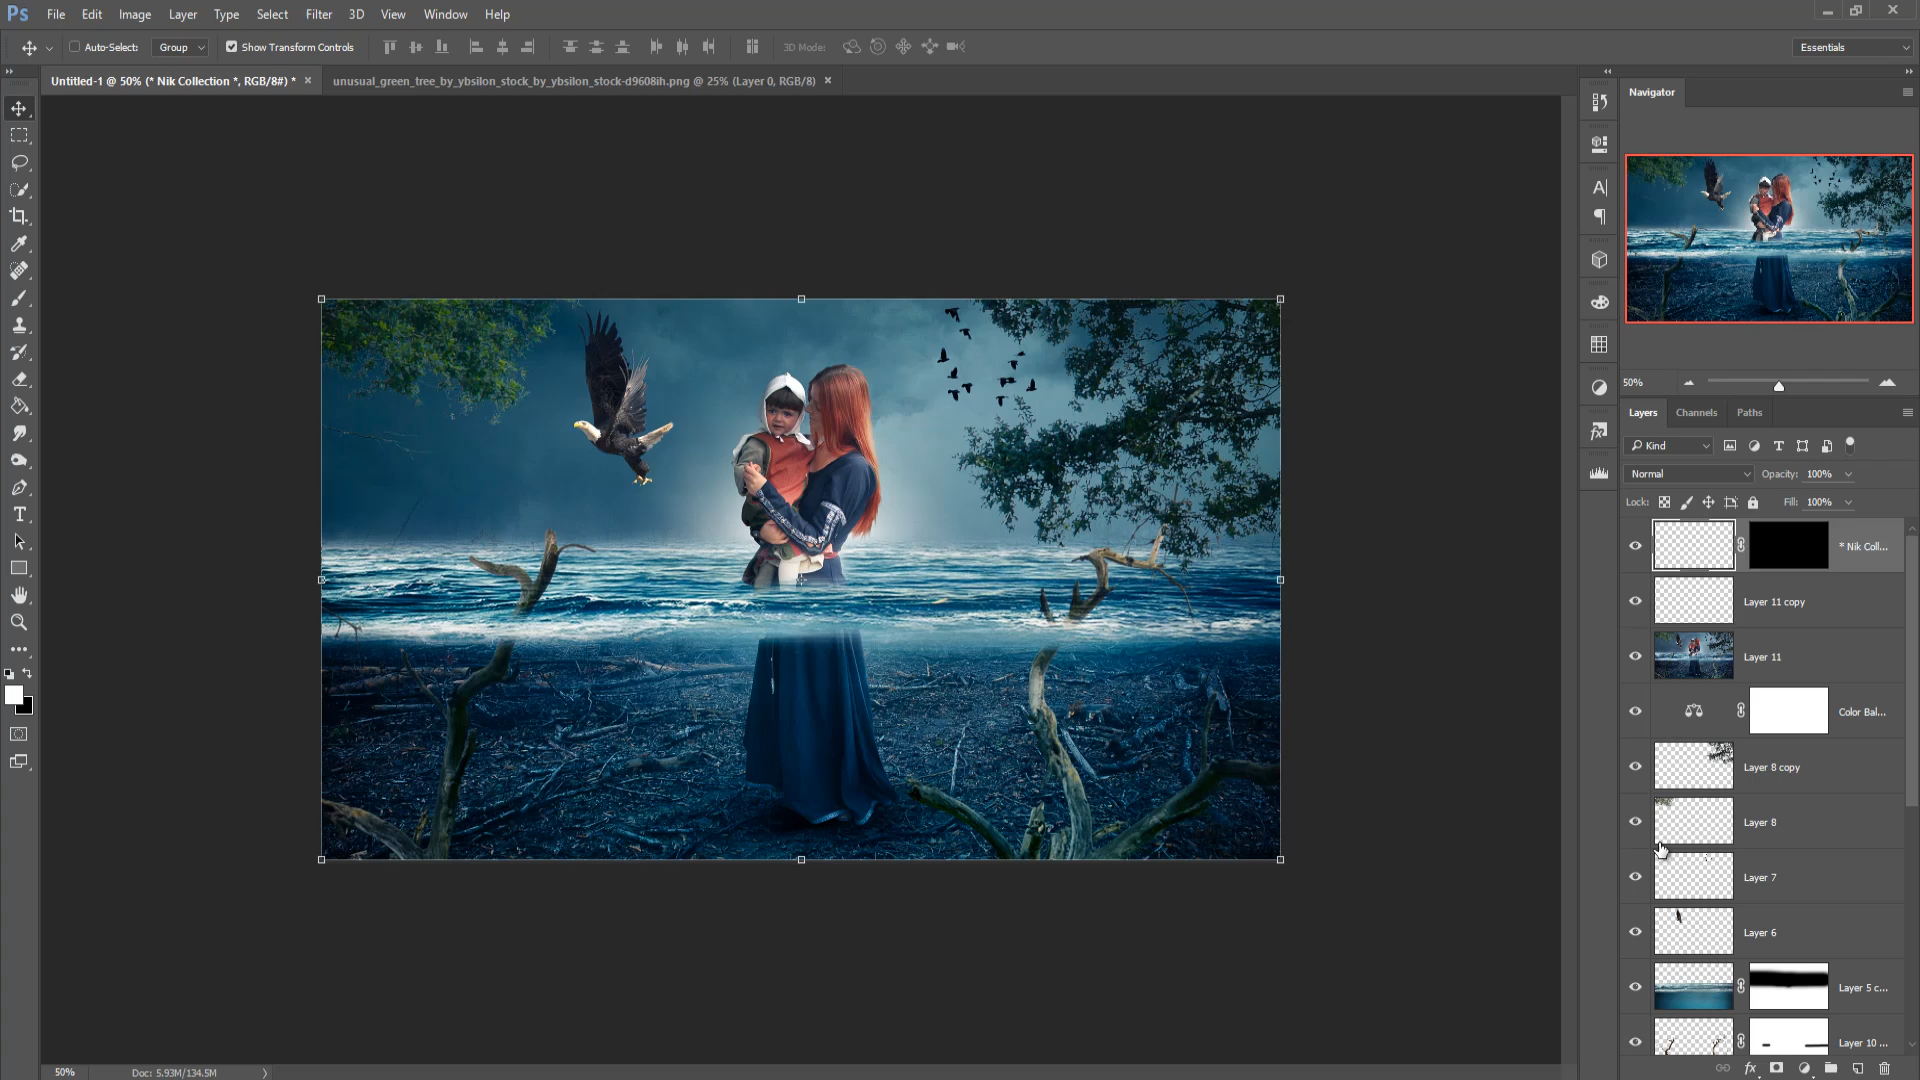 Ps File Edit Image Layer Type Select Filter 3D View Window Help
Auto-Select: Group Show Transform Controls 3D Mode: Essentials
Untitled-1 @ 50% (* Nik Collection *, RGB/8#) * × unusual_green_tree_by_ybsilon_stock_by_ybsilon_stock-d9608ih.png @ 25% (Layer 0, RGB/8) ×
Navigator
50%
Layers Channels Paths
Kind
Normal Opacity: 100%
Lock: Fill: 100%
* Nik Coll...
Layer 11 copy
Layer 11
Color Bal...
Layer 8 copy
Layer 8
Layer 7
Layer 6
Layer 5 c...
Layer 10 ...
50% Doc: 5.93M/134.5M